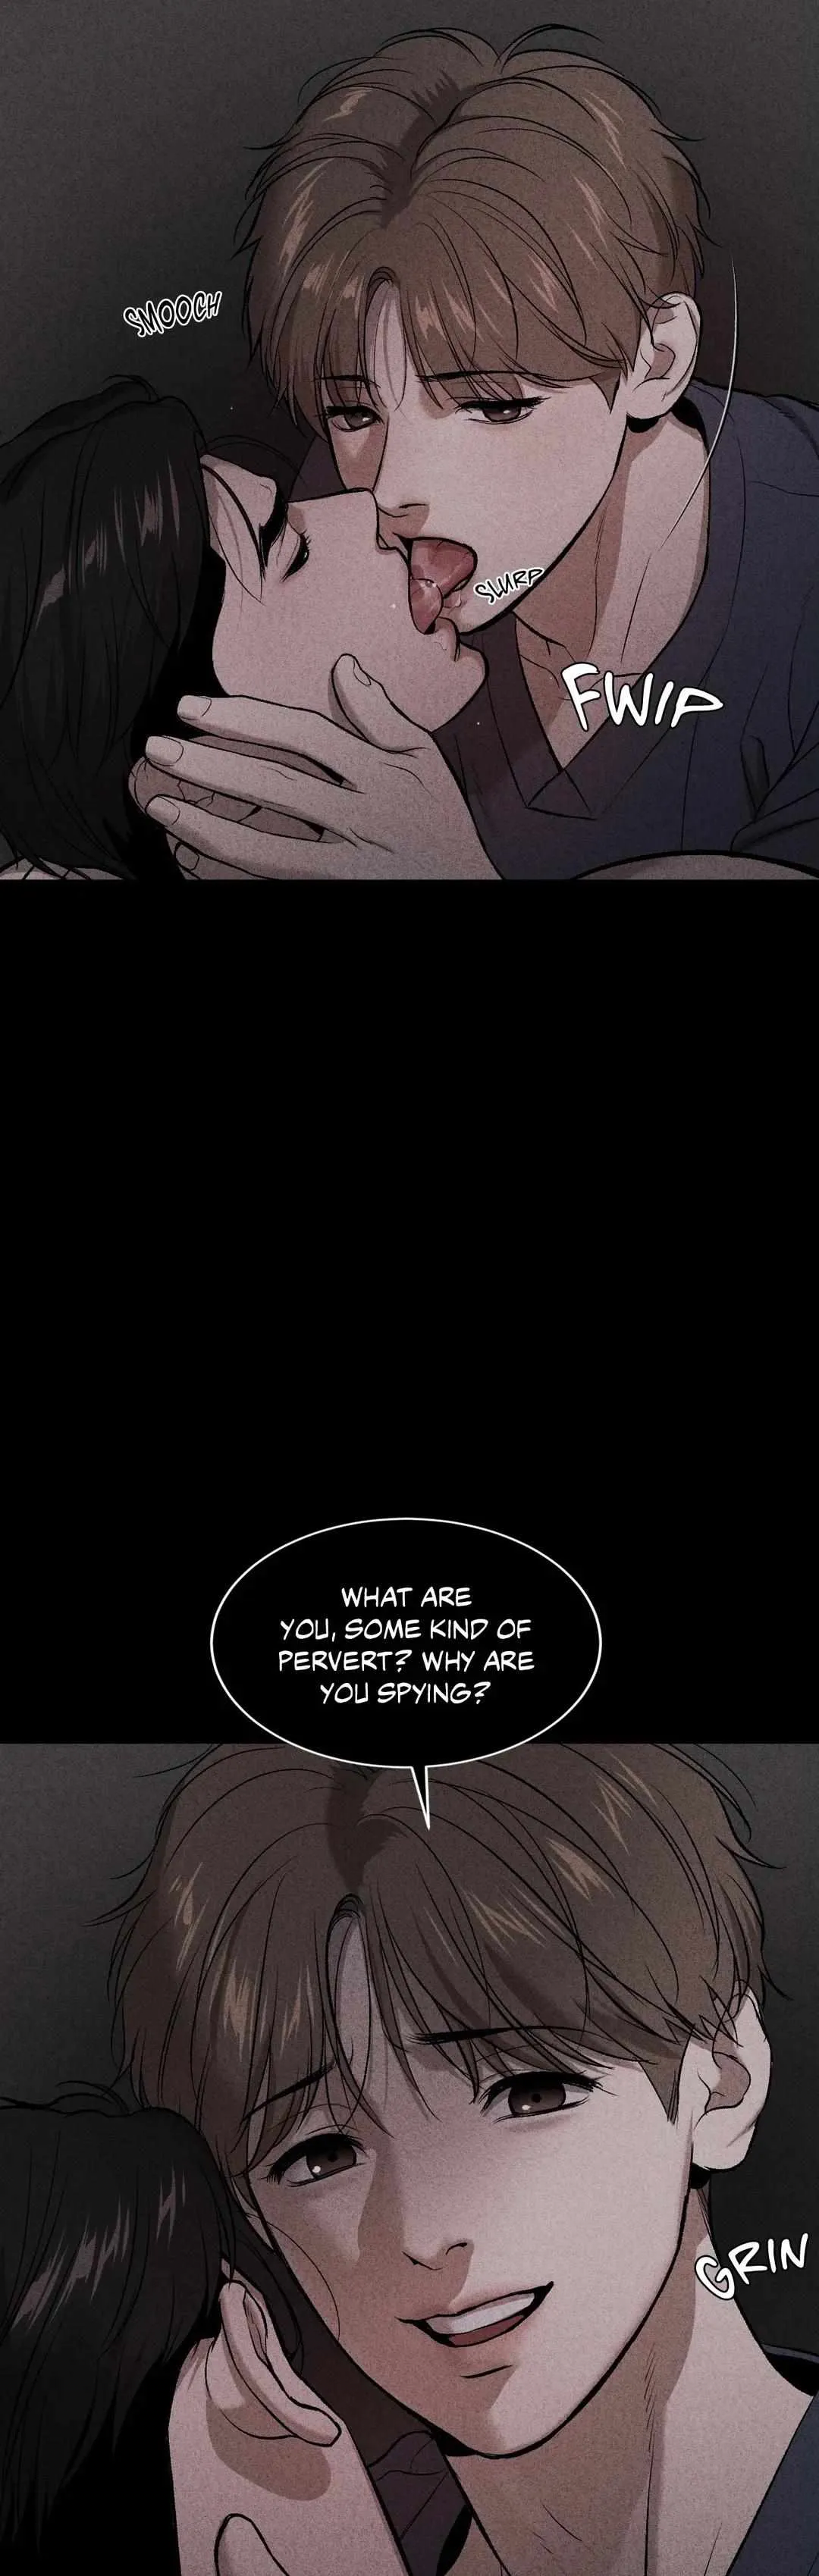 SMOOCH
SLURP
FWIP
WHAT ARE
YOU, SOME KIND OF
PERVERT? WHY ARE
YOU SPYING?
GRIN